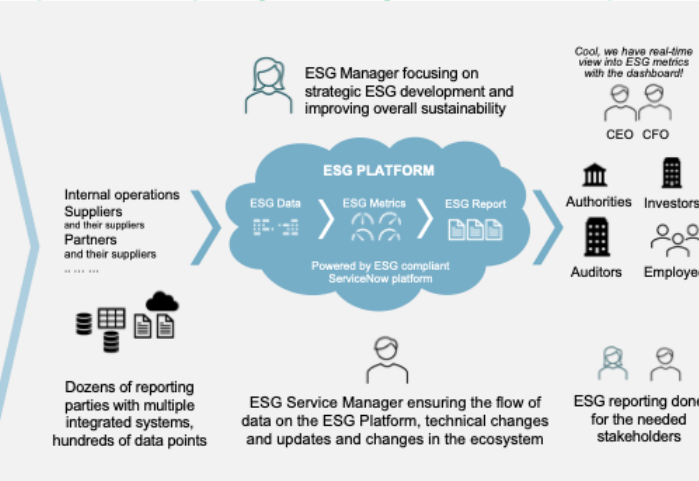 Cool, we have real-time
view into ESG metrics
with the dashboard!
CEO CFO
ESG Manager focusing on
strategic ESG development and
improving overall sustainability
Internal operations
Suppliers
and their suppliers
Partners
and their suppliers
.. ... ...
ESG PLATFORM
ESG Data
ESG Metrics
ESG Report
Powered by ESG compliant
ServiceNow platform
Authorities
Investors
Auditors
Employee
Dozens of reporting
parties with multiple
integrated systems,
hundreds of data points
ESG Service Manager ensuring the flow of
data on the ESG Platform, technical changes
and updates and changes in the ecosystem
ESG reporting done
for the needed
stakeholders